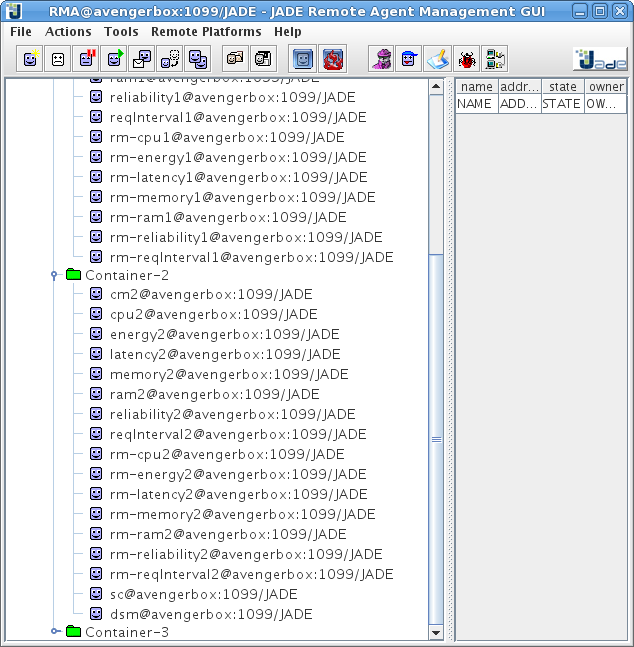 RMA@avengerbox:1099/JADE - JADE Remote Agent Management GUI
File Actions Tools Remote Platforms Help
Jade
ram1@avengerbox:1099/JADE
reliability1@avengerbox:1099/JADE
reqInterval1@avengerbox:1099/JADE
rm-cpu1@avengerbox:1099/JADE
rm-energy1@avengerbox:1099/JADE
rm-latency1@avengerbox:1099/JADE
rm-memory1@avengerbox:1099/JADE
rm-ram1@avengerbox:1099/JADE
rm-reliability1@avengerbox:1099/JADE
rm-reqInterval1@avengerbox:1099/JADE
Container-2
cm2@avengerbox:1099/JADE
cpu2@avengerbox:1099/JADE
energy2@avengerbox:1099/JADE
latency2@avengerbox:1099/JADE
memory2@avengerbox:1099/JADE
ram2@avengerbox:1099/JADE
reliability2@avengerbox:1099/JADE
reqInterval2@avengerbox:1099/JADE
rm-cpu2@avengerbox:1099/JADE
rm-energy2@avengerbox:1099/JADE
rm-latency2@avengerbox:1099/JADE
rm-memory2@avengerbox:1099/JADE
rm-ram2@avengerbox:1099/JADE
rm-reliability2@avengerbox:1099/JADE
rm-reqInterval2@avengerbox:1099/JADE
sc@avengerbox:1099/JADE
dsm@avengerbox:1099/JADE
Container-3
name addr... state owner
NAME ADD... STATE OW...